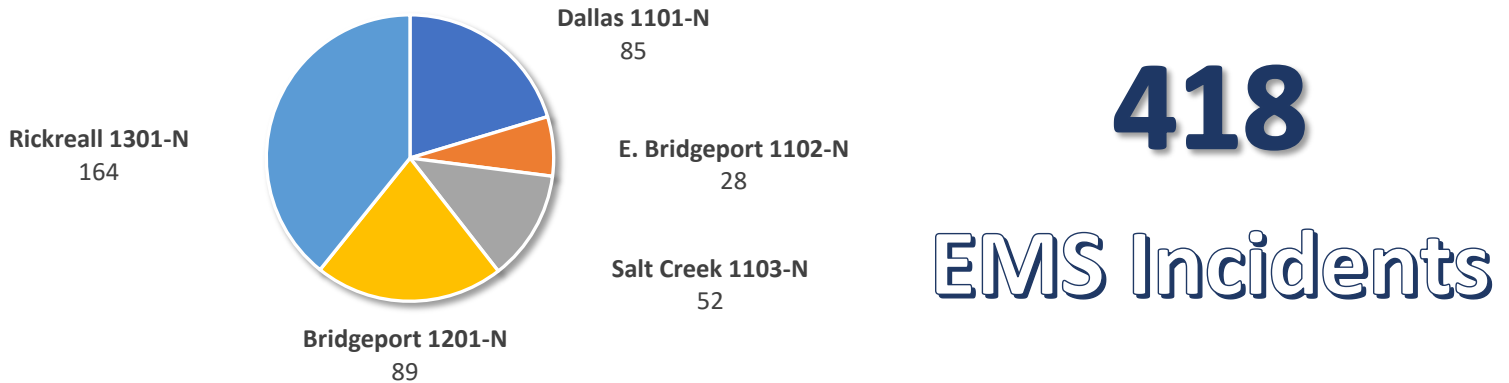 Dallas 1101-N
85
E. Bridgeport 1102-N
28
Salt Creek 1103-N
52
Bridgeport 1201-N
89
Rickreall 1301-N
164
418
EMS Incidents